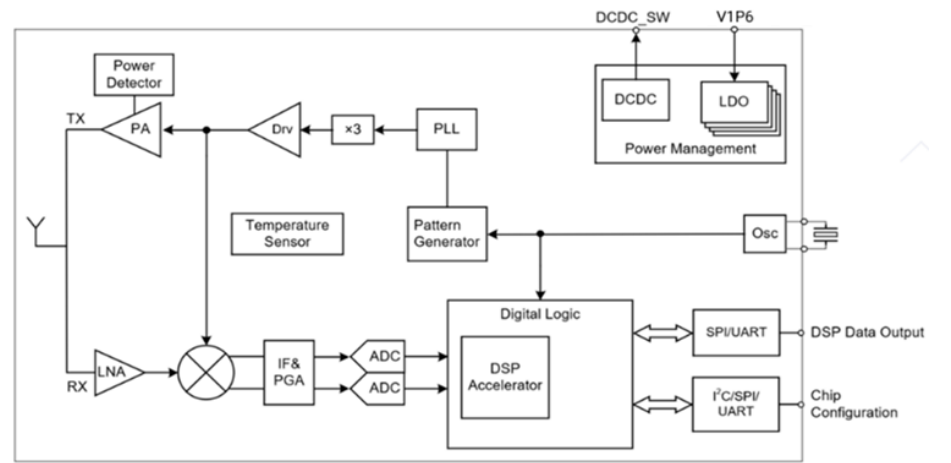 DCDC_SW
V1P6
Power
Detector
DCDC
LDO
Power Management
TX
PA
Drv
×3
PLL
Temperature
Sensor
Pattern
Generator
Osc
Digital Logic
DSP
Accelerator
SPI/UART
DSP Data Output
RX
LNA
IF&
PGA
ADC
ADC
I²C/SPI/
UART
Chip
Configuration